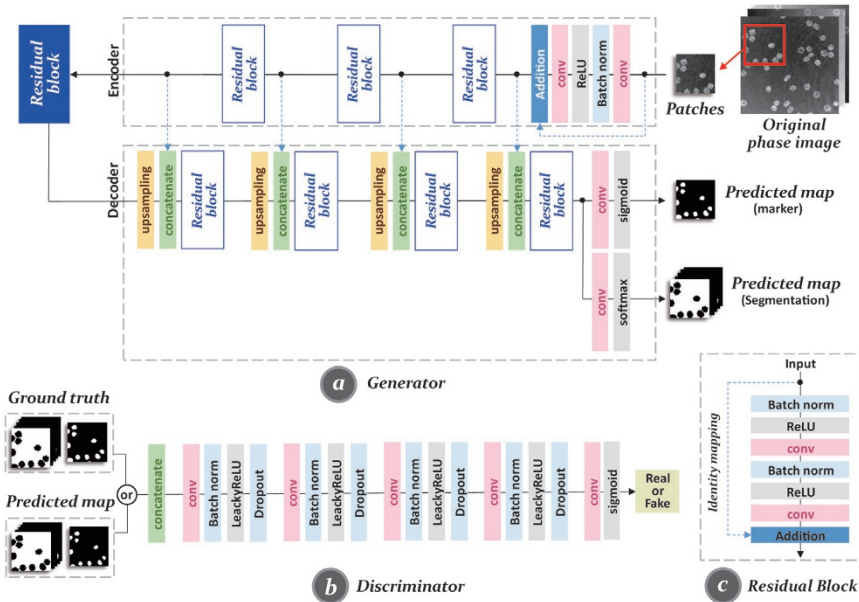 Encoder
Residual
block
Residual
block
Residual
block
Residual
block
Addition
conv
ReLU
Batch norm
conv
Patches
Original
phase image
Decoder
upsampling
concatenate
Residual
block
upsampling
concatenate
Residual
block
upsampling
concatenate
Residual
block
upsampling
concatenate
Residual
block
conv
sigmoid
Predicted map
(marker)
conv
softmax
Predicted map
(Segmentation)
a Generator
Ground truth
or
Predicted map
concatenate
conv
Batch norm
LeackyReLU
Dropout
conv
Batch norm
LeackyReLU
Dropout
conv
Batch norm
LeackyReLU
Dropout
conv
Batch norm
LeackyReLU
Dropout
conv
sigmoid
Real
or
Fake
b Discriminator
Input
Identity mapping
Batch norm
ReLU
conv
Batch norm
ReLU
conv
Addition
c Residual Block